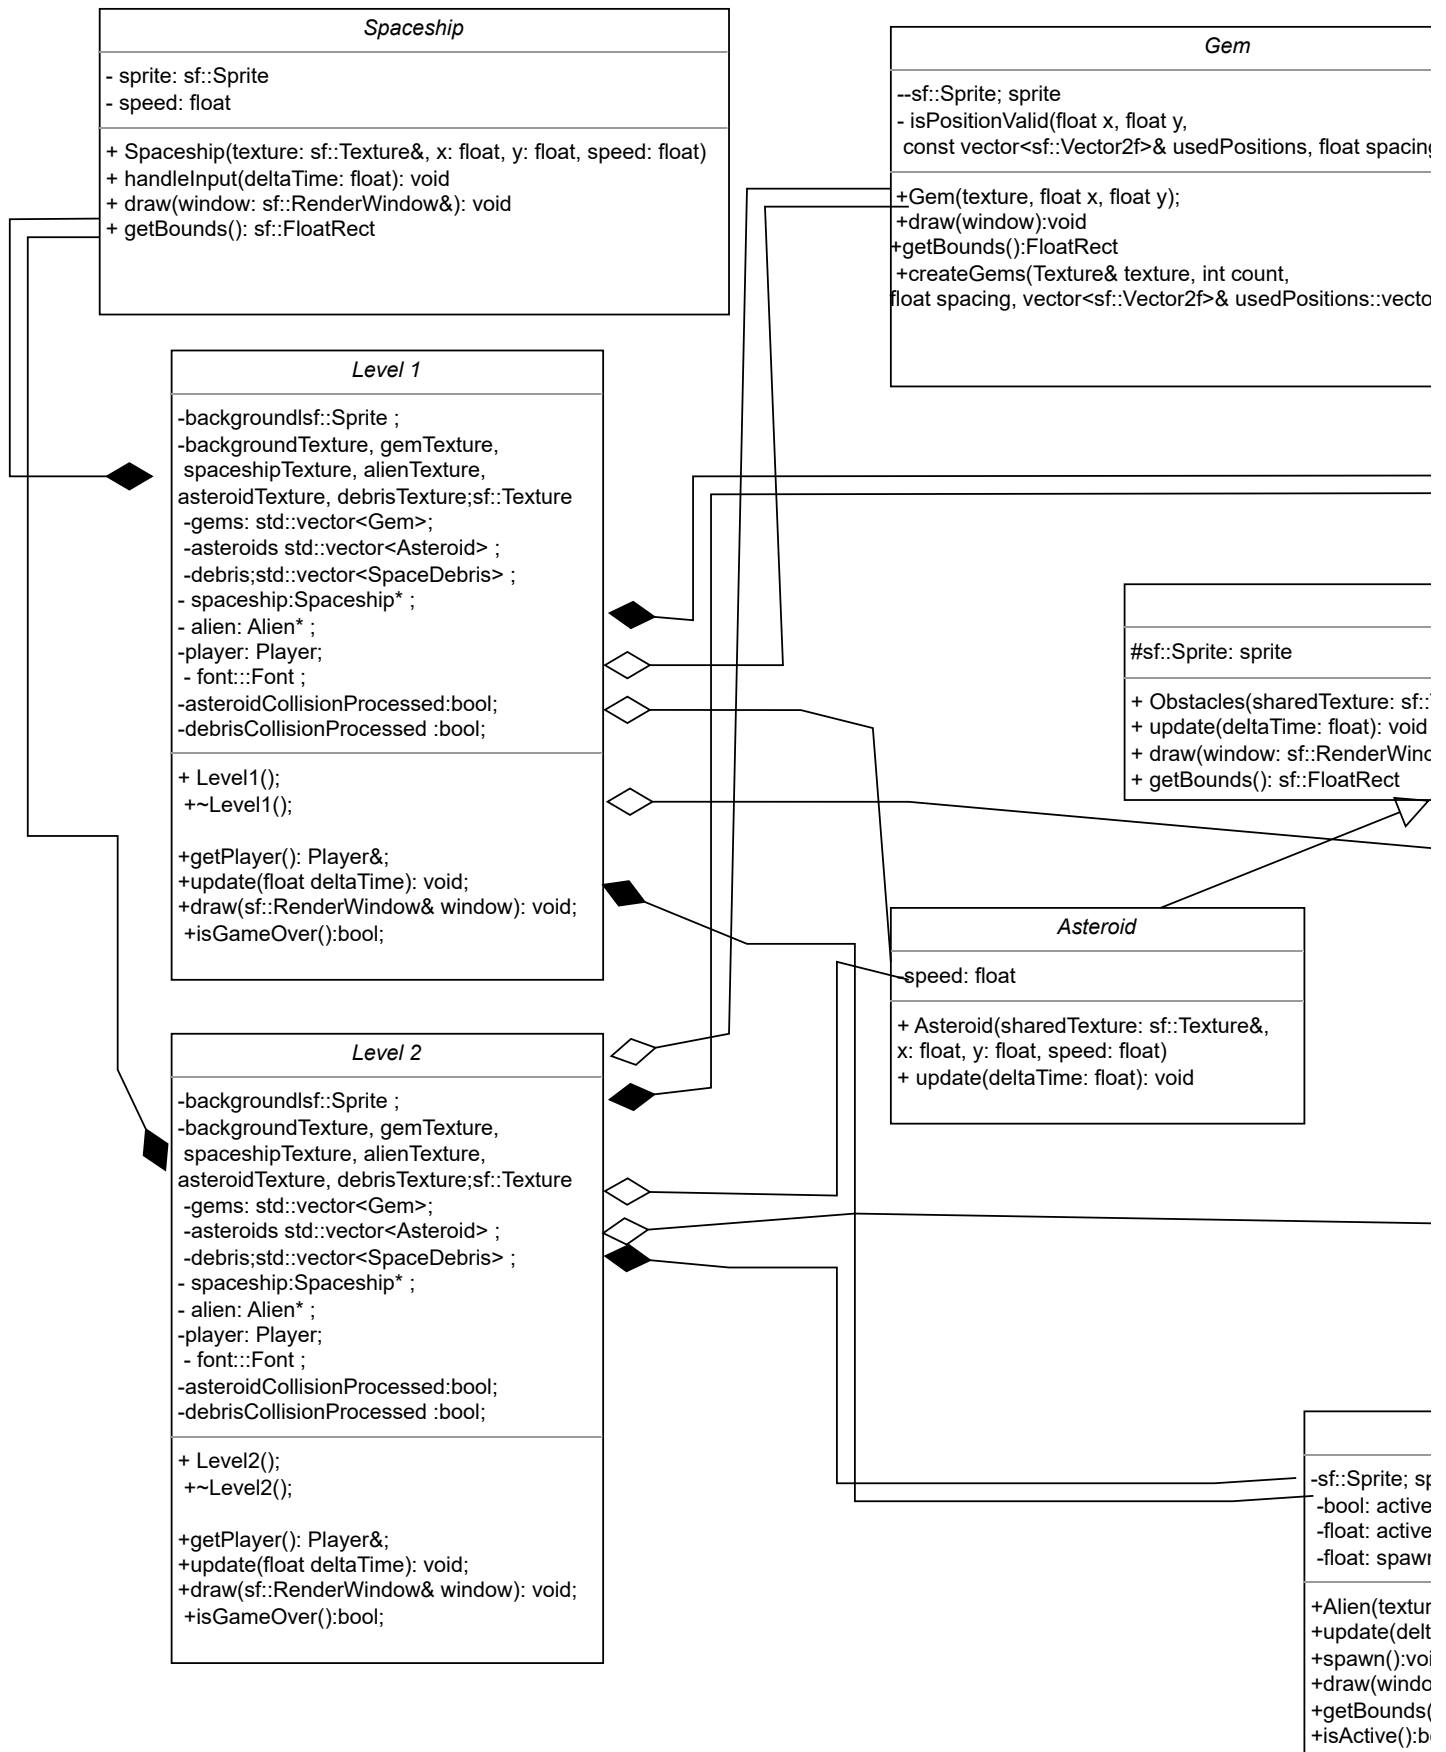 Spaceship
- sprite: sf::Sprite
- speed: float
+ Spaceship(texture: sf::Texture&, x: float, y: float, speed: float)
+ handleInput(deltaTime: float): void
+ draw(window: sf::RenderWindow&): void
+ getBounds(): sf::FloatRect
Gem
--sf::Sprite; sprite
- isPositionValid(float x, float y,
const vector<sf::Vector2f>& usedPositions, float spacing
+Gem(texture, float x, float y);
+draw(window):void
+getBounds():FloatRect
+createGems(Texture& texture, int count,
float spacing, vector<sf::Vector2f>& usedPositions::vecto
Level 1
-backgroundlsf::Sprite ;
-backgroundTexture, gemTexture,
spaceshipTexture, alienTexture,
asteroidTexture, debrisTexture;sf::Texture
-gems: std::vector<Gem>;
-asteroids std::vector<Asteroid> ;
-debris;std::vector<SpaceDebris> ;
- spaceship:Spaceship* ;
- alien: Alien* ;
-player: Player;
- font:::Font ;
-asteroidCollisionProcessed:bool;
-debrisCollisionProcessed :bool;
+ Level1();
+~Level1();
+getPlayer(): Player&;
+update(float deltaTime): void;
+draw(sf::RenderWindow& window): void;
+isGameOver():bool;
#sf::Sprite: sprite
+ Obstacles(sharedTexture: sf::
+ update(deltaTime: float): void
+ draw(window: sf::RenderWind
+ getBounds(): sf::FloatRect
Asteroid
-speed: float
+ Asteroid(sharedTexture: sf::Texture&,
x: float, y: float, speed: float)
+ update(deltaTime: float): void
Level 2
-backgroundlsf::Sprite ;
-backgroundTexture, gemTexture,
spaceshipTexture, alienTexture,
asteroidTexture, debrisTexture;sf::Texture
-gems: std::vector<Gem>;
-asteroids std::vector<Asteroid> ;
-debris;std::vector<SpaceDebris> ;
- spaceship:Spaceship* ;
- alien: Alien* ;
-player: Player;
- font:::Font ;
-asteroidCollisionProcessed:bool;
-debrisCollisionProcessed :bool;
+ Level2();
+~Level2();
+getPlayer(): Player&;
+update(float deltaTime): void;
+draw(sf::RenderWindow& window): void;
+isGameOver():bool;
-sf::Sprite; sp
-bool: active
-float: active
-float: spawn
+Alien(textur
+update(delt
+spawn():voi
+draw(windo
+getBounds(
+isActive():b